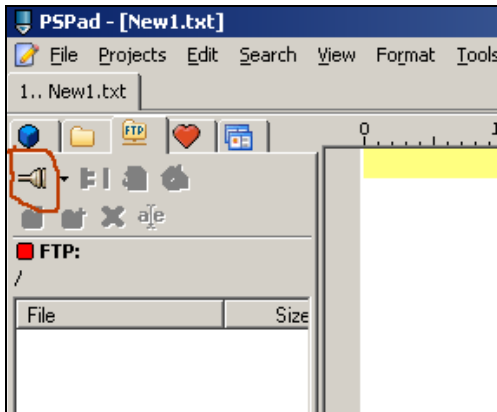 PSPad - [New1.txt]
File Projects Edit Search View Format Tools
1.. New1.txt
FTP
0
a]e
FTP:
/
File Size